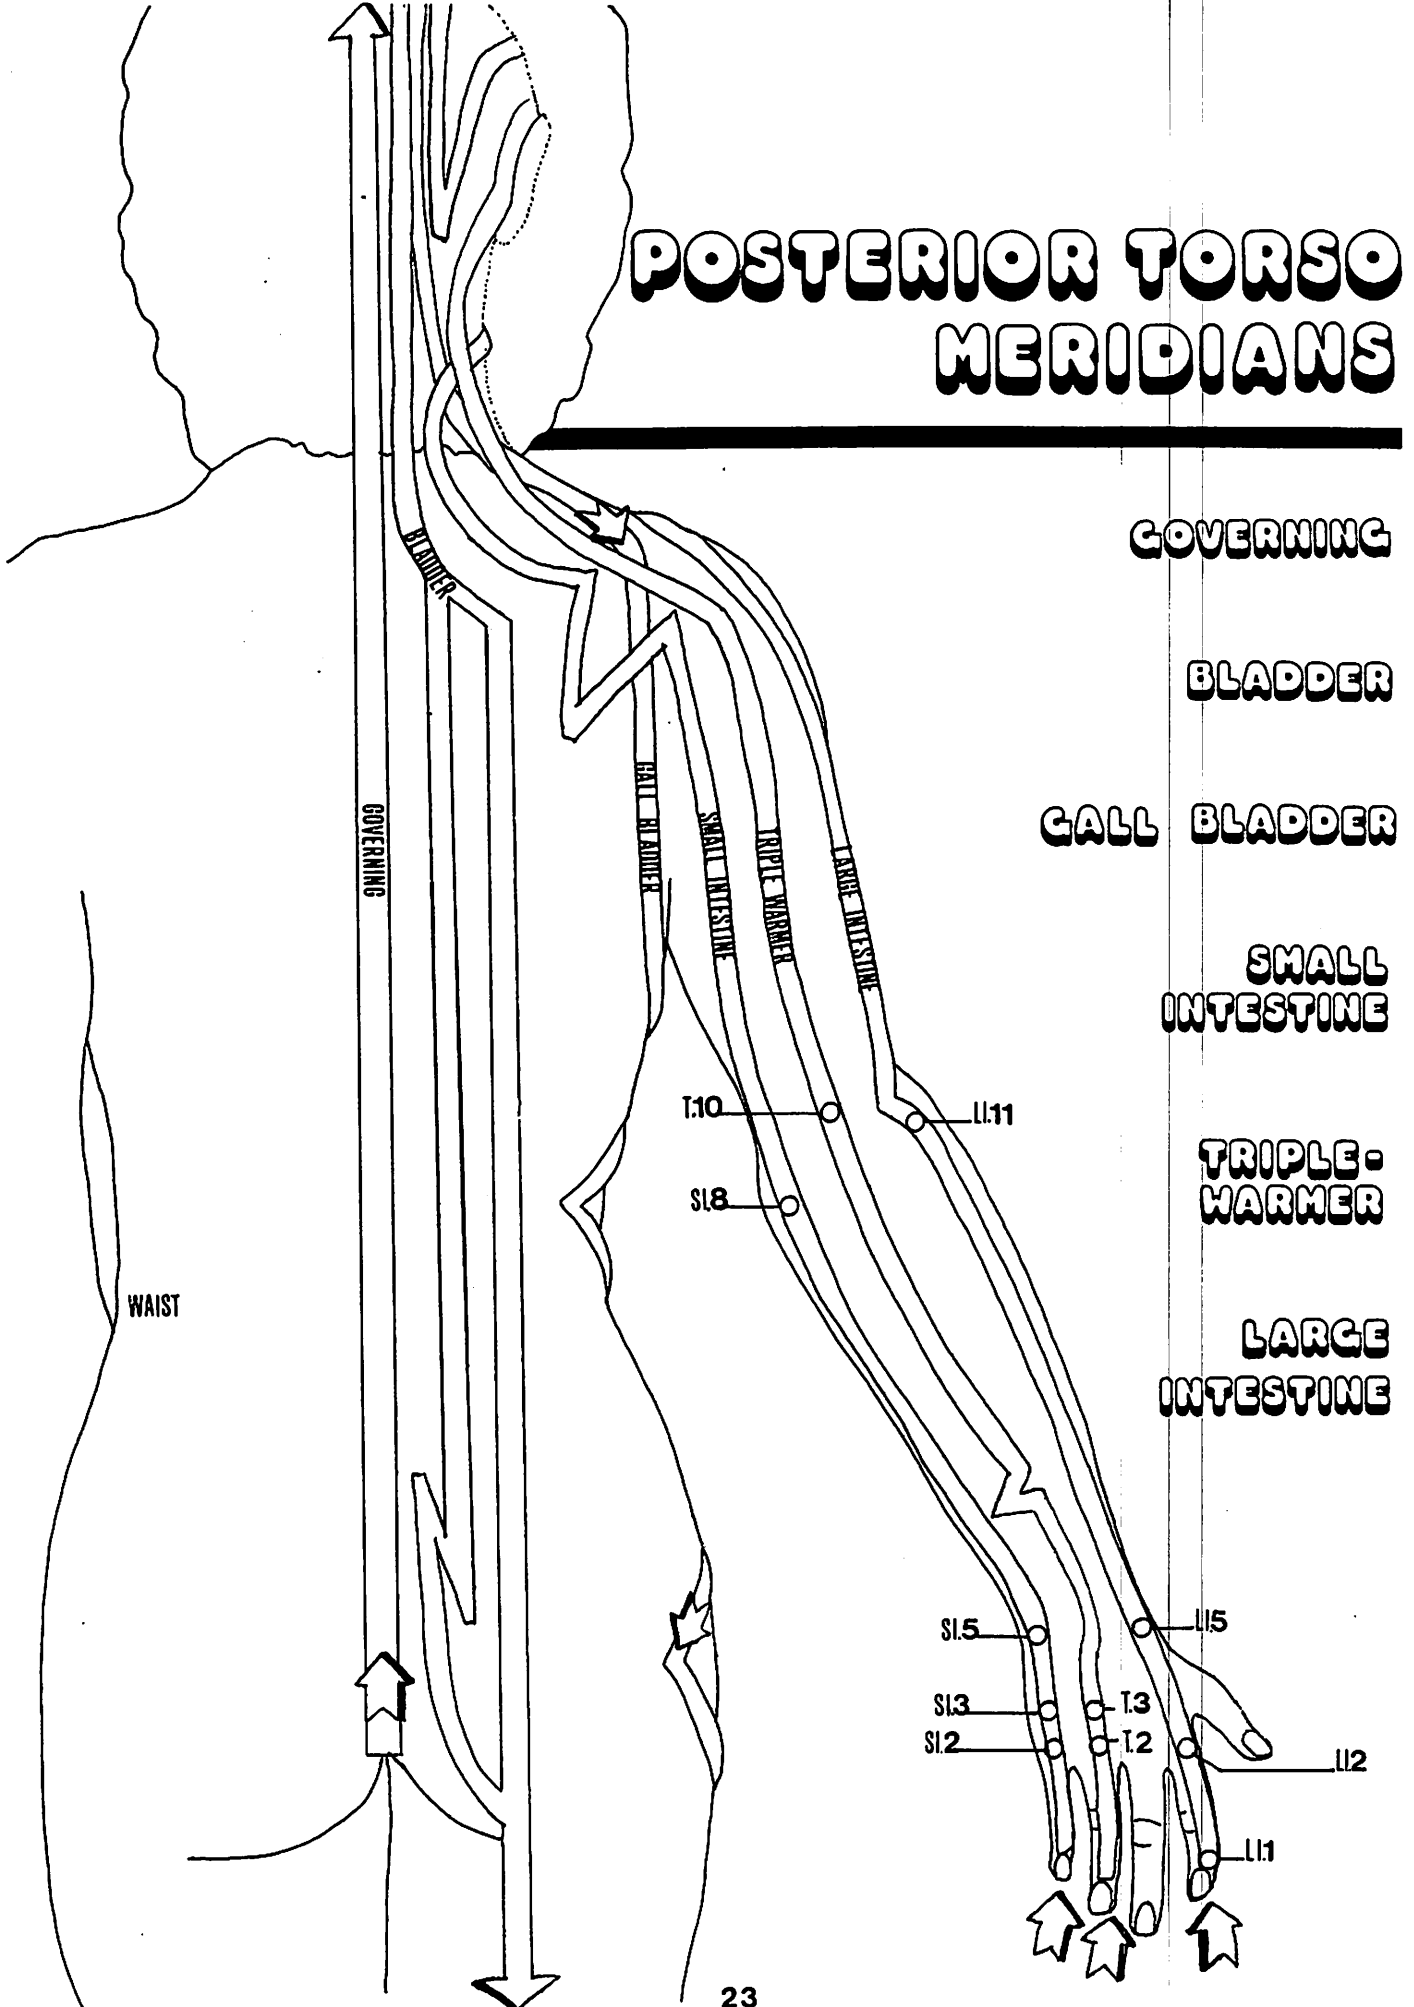 POSTERIOR TORSO
MERIDIANS
GOVERNING
BLADDER
GALL BLADDER
SMALL
INTESTINE
TRIPLE-
WARMER
LARGE
INTESTINE
BLADDER
GOVERNING
GALL BLADDER
SMALL INTESTINE
TRIPLE WARMER
LARGE INTESTINE
T.10
LI.11
SI.8
WAIST
SI.5
LI.5
SI.3
T.3
SI.2
T.2
LI.2
LI.1
23